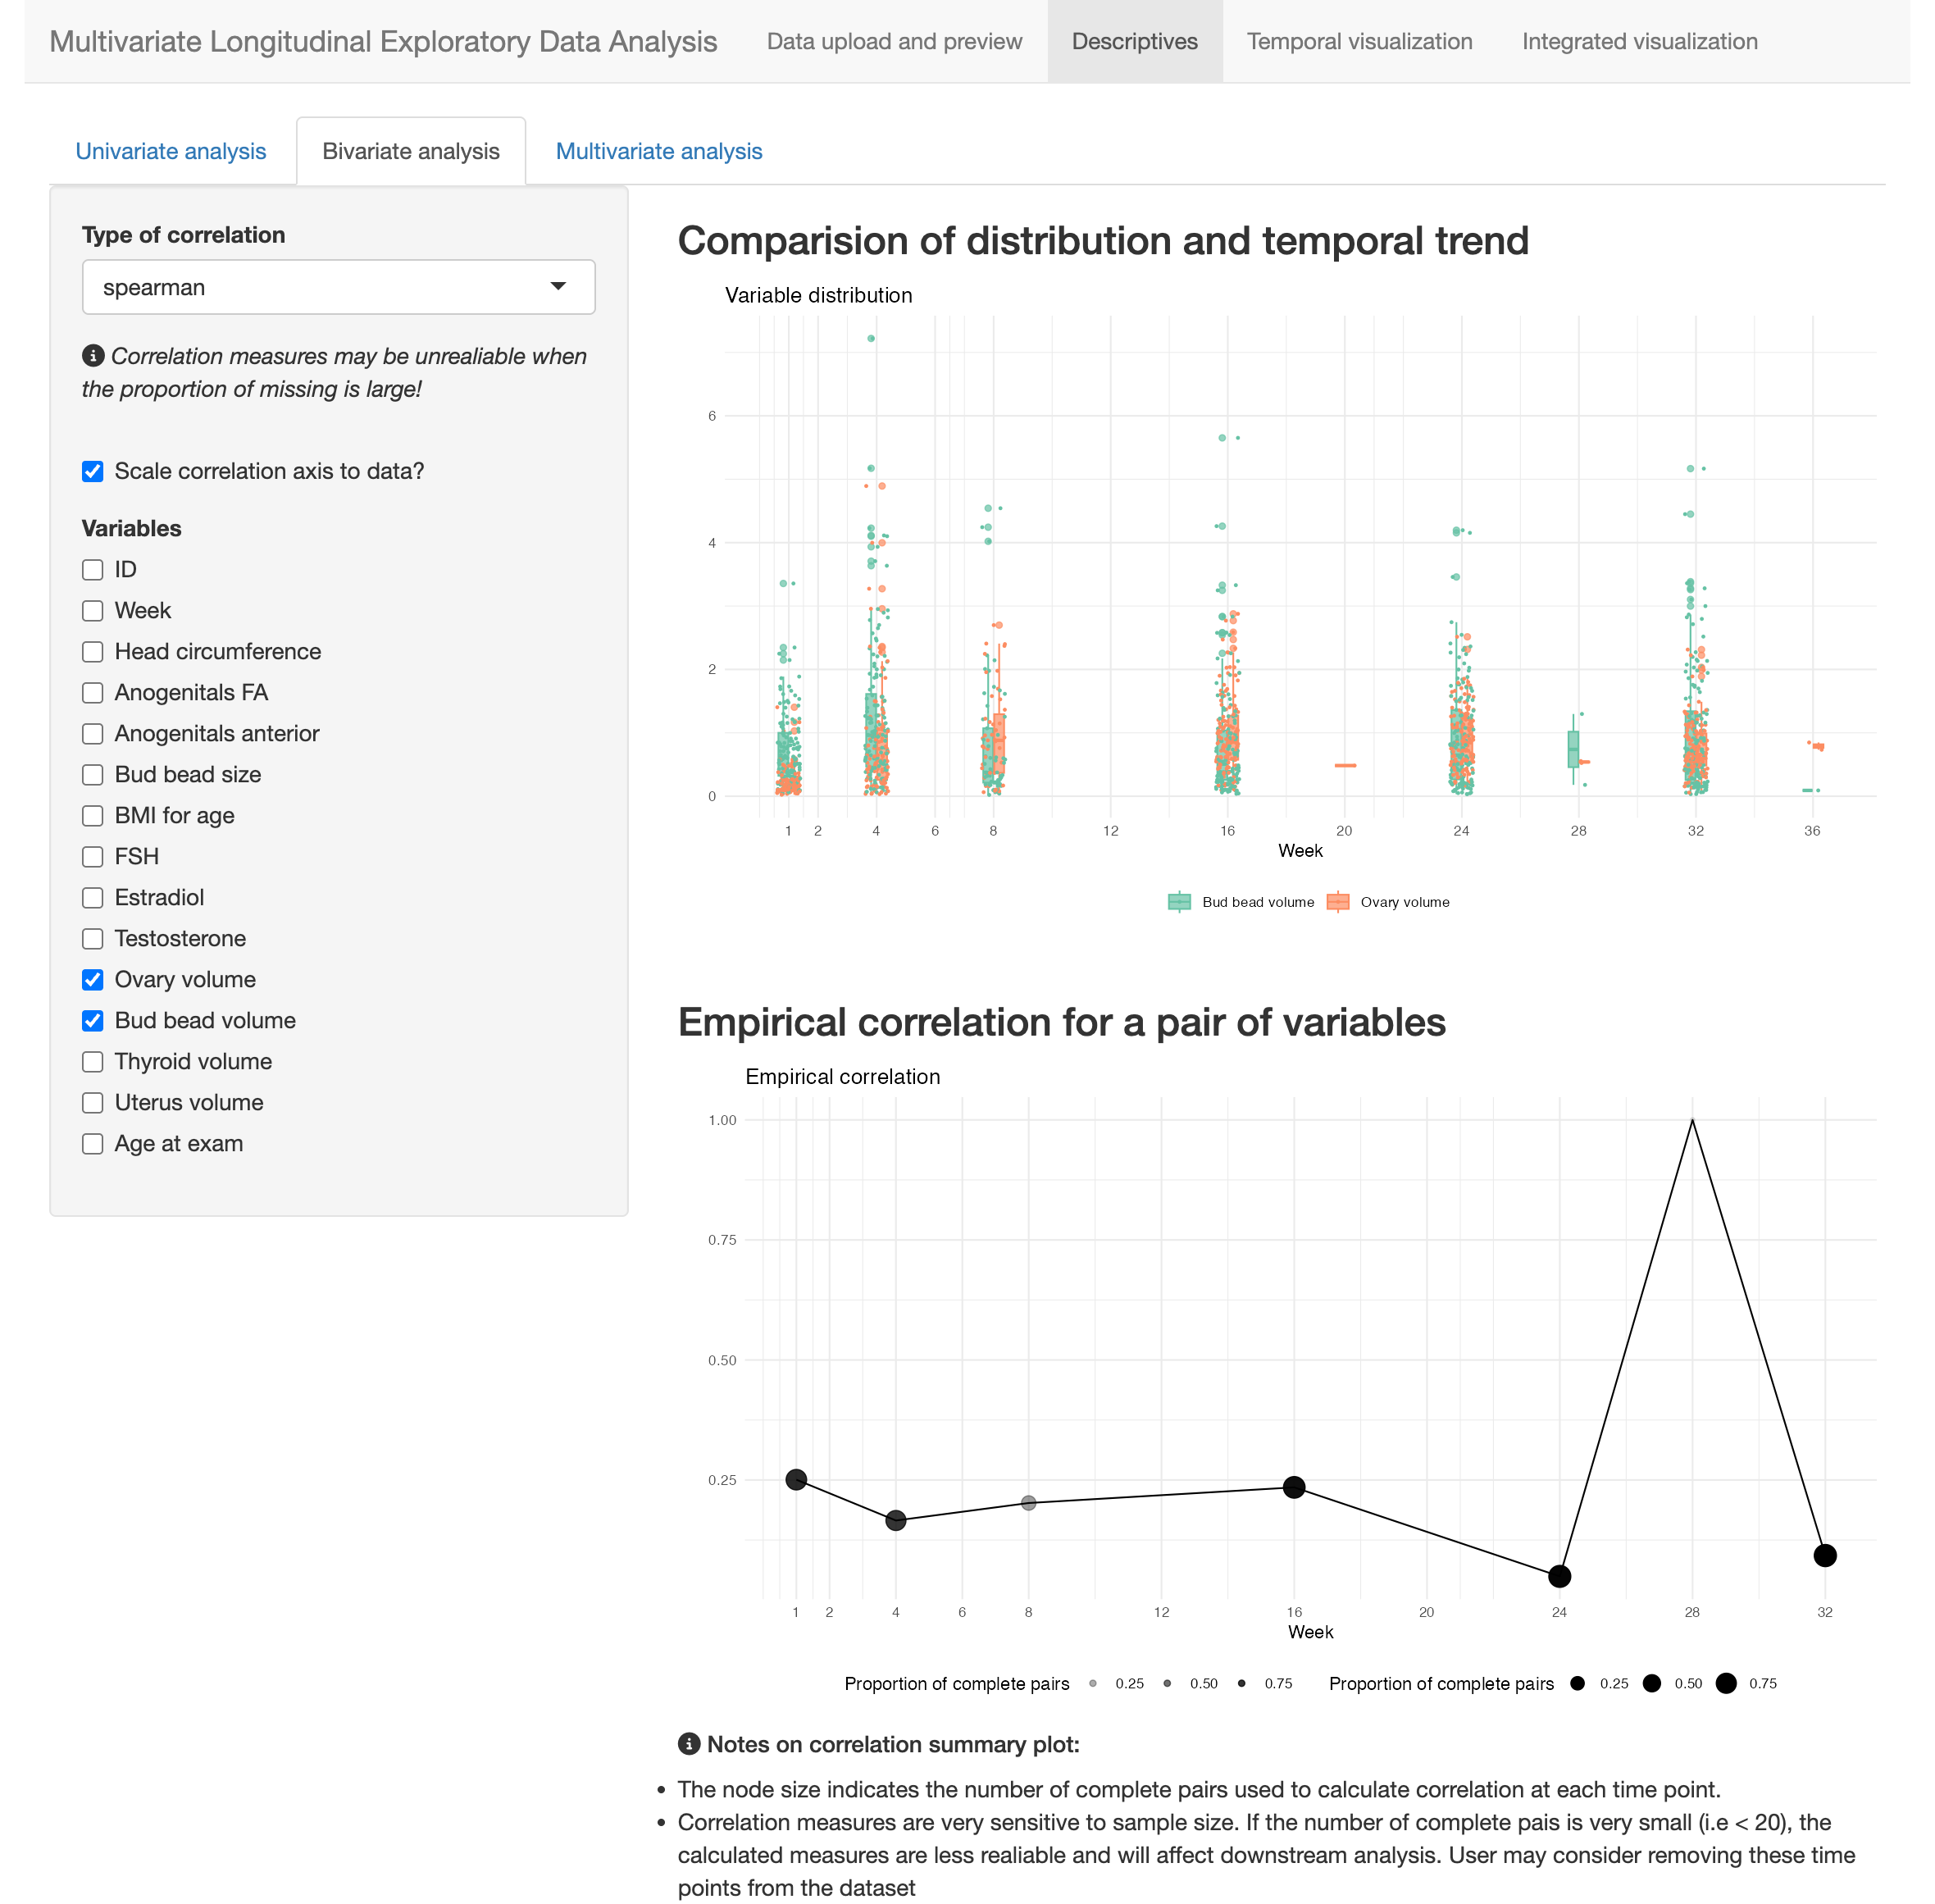 Multivariate Longitudinal Exploratory Data Analysis
Data upload and preview
Descriptives
Temporal visualization
Integrated visualization
Univariate analysis
Bivariate analysis
Multivariate analysis
Type of correlation
spearman
Correlation measures may be unrealiable when
the proportion of missing is large!
Scale correlation axis to data?
Variables
ID
Week
Head circumference
Anogenitals FA
Anogenitals anterior
Bud bead size
BMI for age
FSH
Estradiol
Testosterone
Ovary volume
Bud bead volume
Thyroid volume
Uterus volume
Age at exam
Comparision of distribution and temporal trend
Variable distribution
6
4
2
0
1 2 4 6 8 12 16 20 24 28 32 36
Week
Bud bead volume Ovary volume
Empirical correlation for a pair of variables
Empirical correlation
1.00
0.75
0.50
0.25
1 2 4 6 8 12 16 20 24 28 32
Week
Proportion of complete pairs 0.25 0.50 0.75 Proportion of complete pairs 0.25 0.50 0.75
Notes on correlation summary plot:
• The node size indicates the number of complete pairs used to calculate correlation at each time point.
• Correlation measures are very sensitive to sample size. If the number of complete pais is very small (i.e < 20), the
calculated measures are less realiable and will affect downstream analysis. User may consider removing these time
points from the dataset